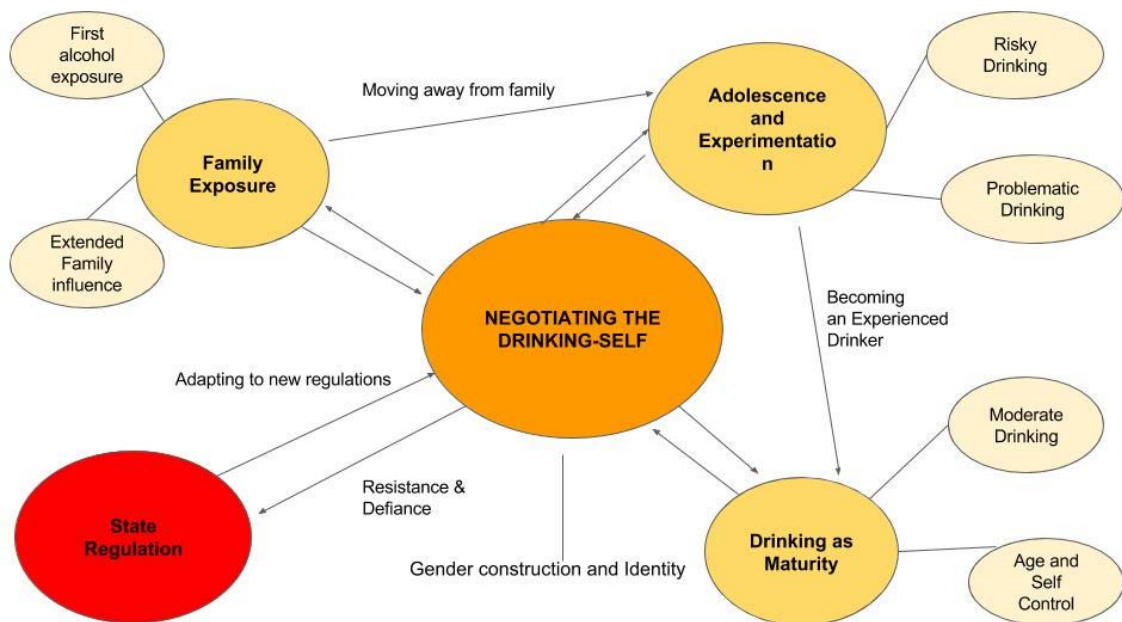 First
alcohol
exposure
Moving away from family
Adolescence
and
Experimentatio
n
Risky
Drinking
Family
Exposure
Problematic
Drinking
Extended
Family
influence
NEGOTIATING THE
DRINKING-SELF
Becoming
an Experienced
Drinker
Adapting to new regulations
Moderate
Drinking
Resistance &
Defiance
State
Regulation
Drinking as
Maturity
Gender construction and Identity
Age and
Self
Control